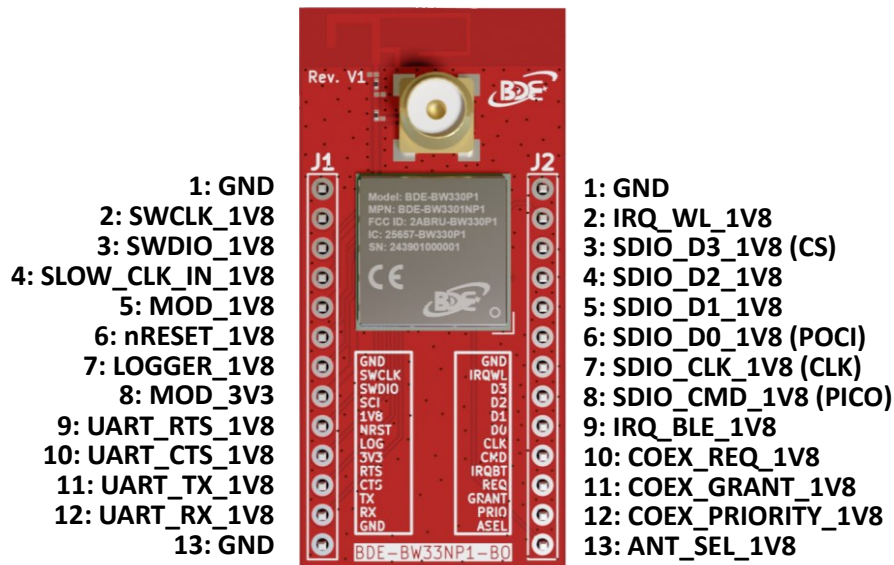 Rev. V1
BDE
J1
J2
1: GND
2: SWCLK_1V8
3: SWDIO_1V8
4: SLOW_CLK_IN_1V8
5: MOD_1V8
6: nRESET_1V8
7: LOGGER_1V8
8: MOD_3V3
9: UART_RTS_1V8
10: UART_CTS_1V8
11: UART_TX_1V8
12: UART_RX_1V8
13: GND
Model: BDE-BW330P1
MPN: BDE-BW3301NP1
FCC ID: 2ABRU-BW330P1
IC: 25657-BW330P1
SN: 243901000001
CE
BDE
GND
SWCLK
SWDIO
SCI
1V8
NRST
LOG
3V3
RTS
CTS
TX
RX
GND
GND
IRQWL
D3
D2
D1
D0
CLK
CMD
IRQBT
REQ
GRANT
PRIO
ASEL
BDE-BW33NP1-BO
1: GND
2: IRQ_WL_1V8
3: SDIO_D3_1V8 (CS)
4: SDIO_D2_1V8
5: SDIO_D1_1V8
6: SDIO_D0_1V8 (POCI)
7: SDIO_CLK_1V8 (CLK)
8: SDIO_CMD_1V8 (PICO)
9: IRQ_BLE_1V8
10: COEX_REQ_1V8
11: COEX_GRANT_1V8
12: COEX_PRIORITY_1V8
13: ANT_SEL_1V8